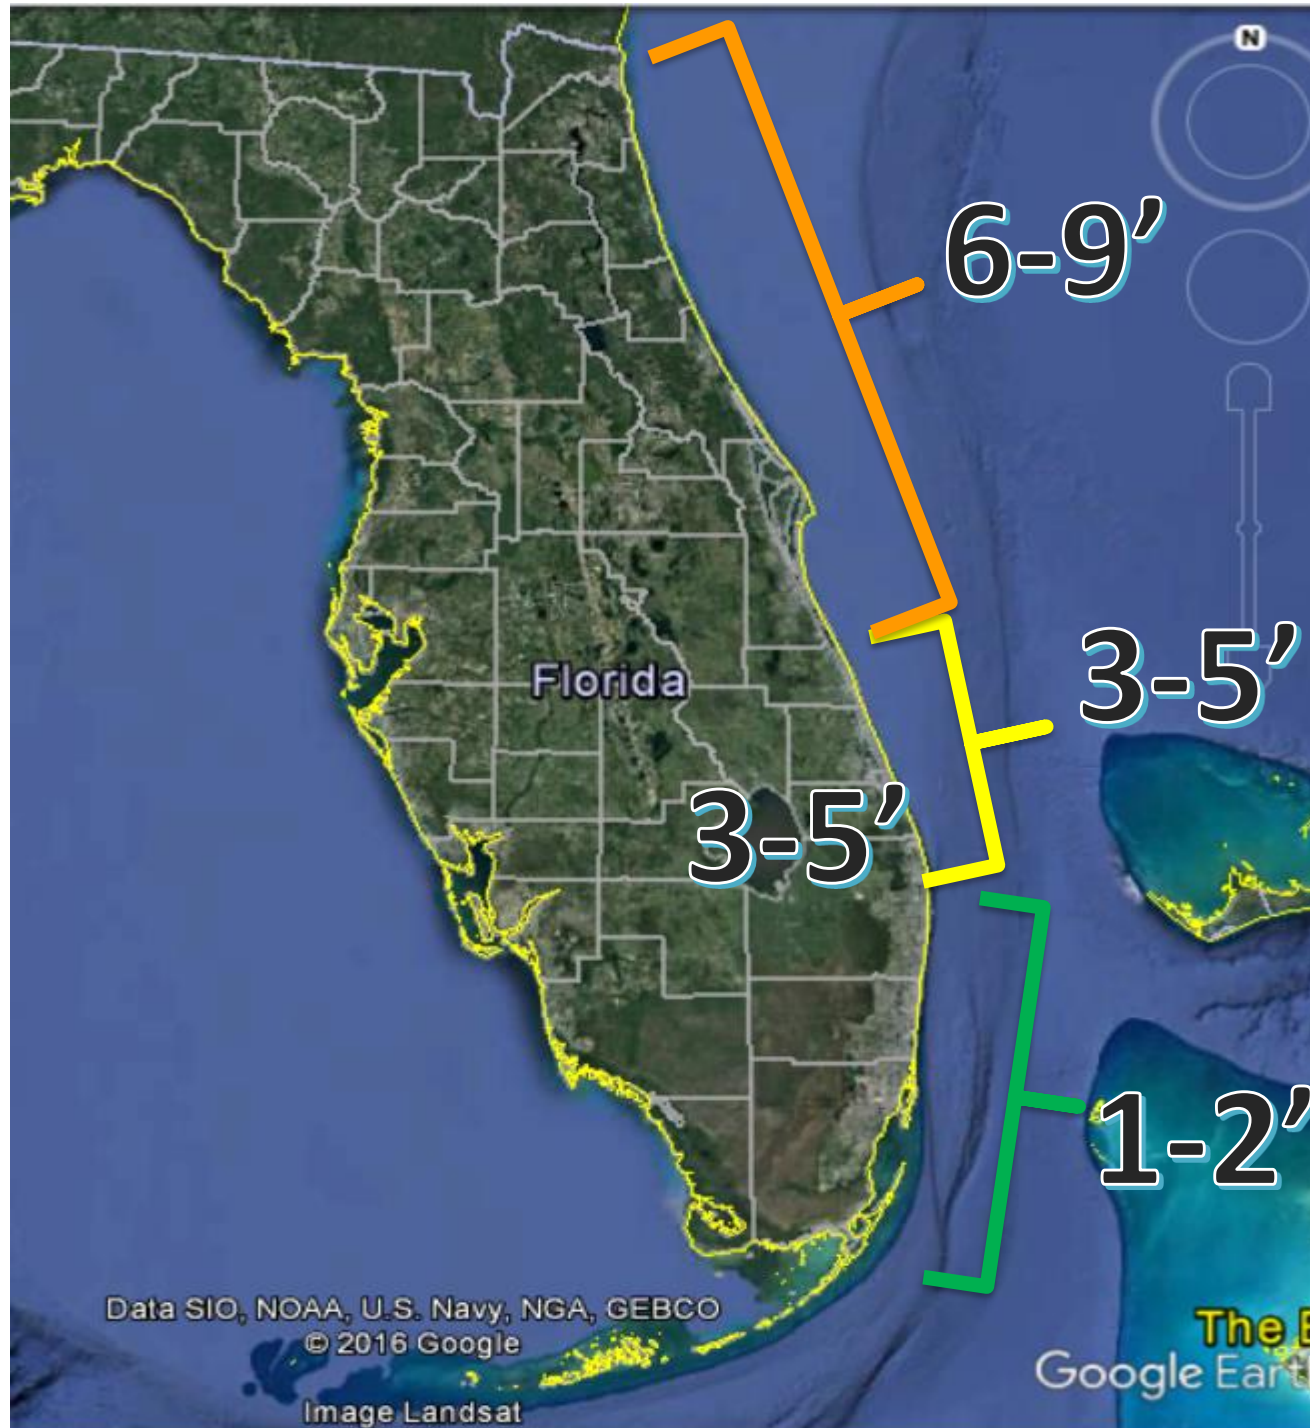 N
6-9’
3-5’
Florida
3-5’
1-2’
Data SIO, NOAA, U.S. Navy, NGA, GEBCO
© 2016 Google
The
Google Eart
Image Landsat